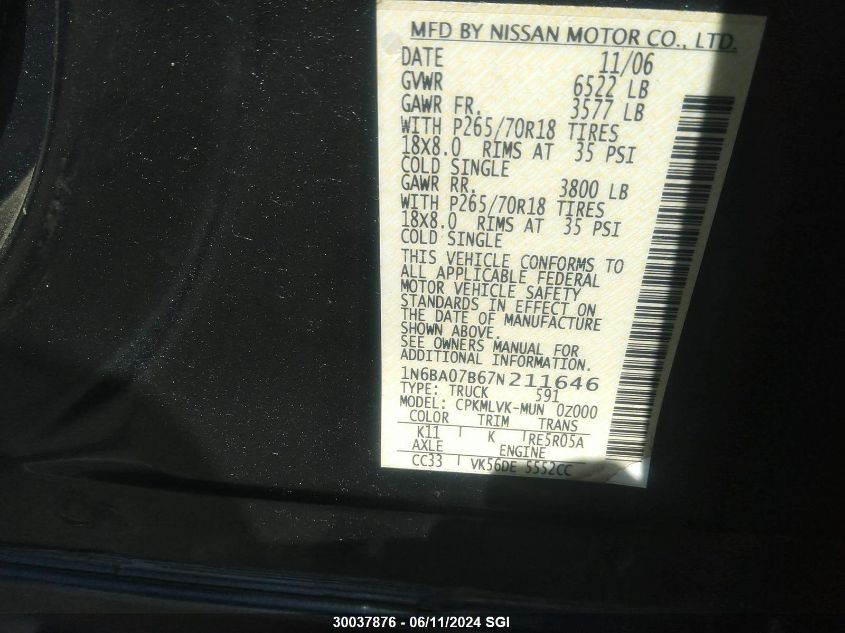 MFD BY NISSAN MOTOR CO., LTD.
DATE 11/06
GVWR 6522 LB
GAWR FR. 3577 LB
WITH P265/70R18 TIRES
18X8.0 RIMS AT 35 PSI
COLD SINGLE
GAWR RR. 3800 LB
WITH P265/70R18 TIRES
18X8.0 RIMS AT 35 PSI
COLD SINGLE
THIS VEHICLE CONFORMS TO
ALL APPLICABLE FEDERAL
MOTOR VEHICLE SAFETY
STANDARDS IN EFFECT ON
THE DATE OF MANUFACTURE
SHOWN ABOVE.
SEE OWNERS MANUAL FOR
ADDITIONAL INFORMATION.
1N6BA07B67N211646
TYPE: TRUCK 591
MODEL: CPKMLVK-MUN 0Z000
COLOR TRIM TRANS
K11 K RE5R05A
AXLE ENGINE
CC33 VK56DE 5552CC
30037876 - 06/11/2024 SGI